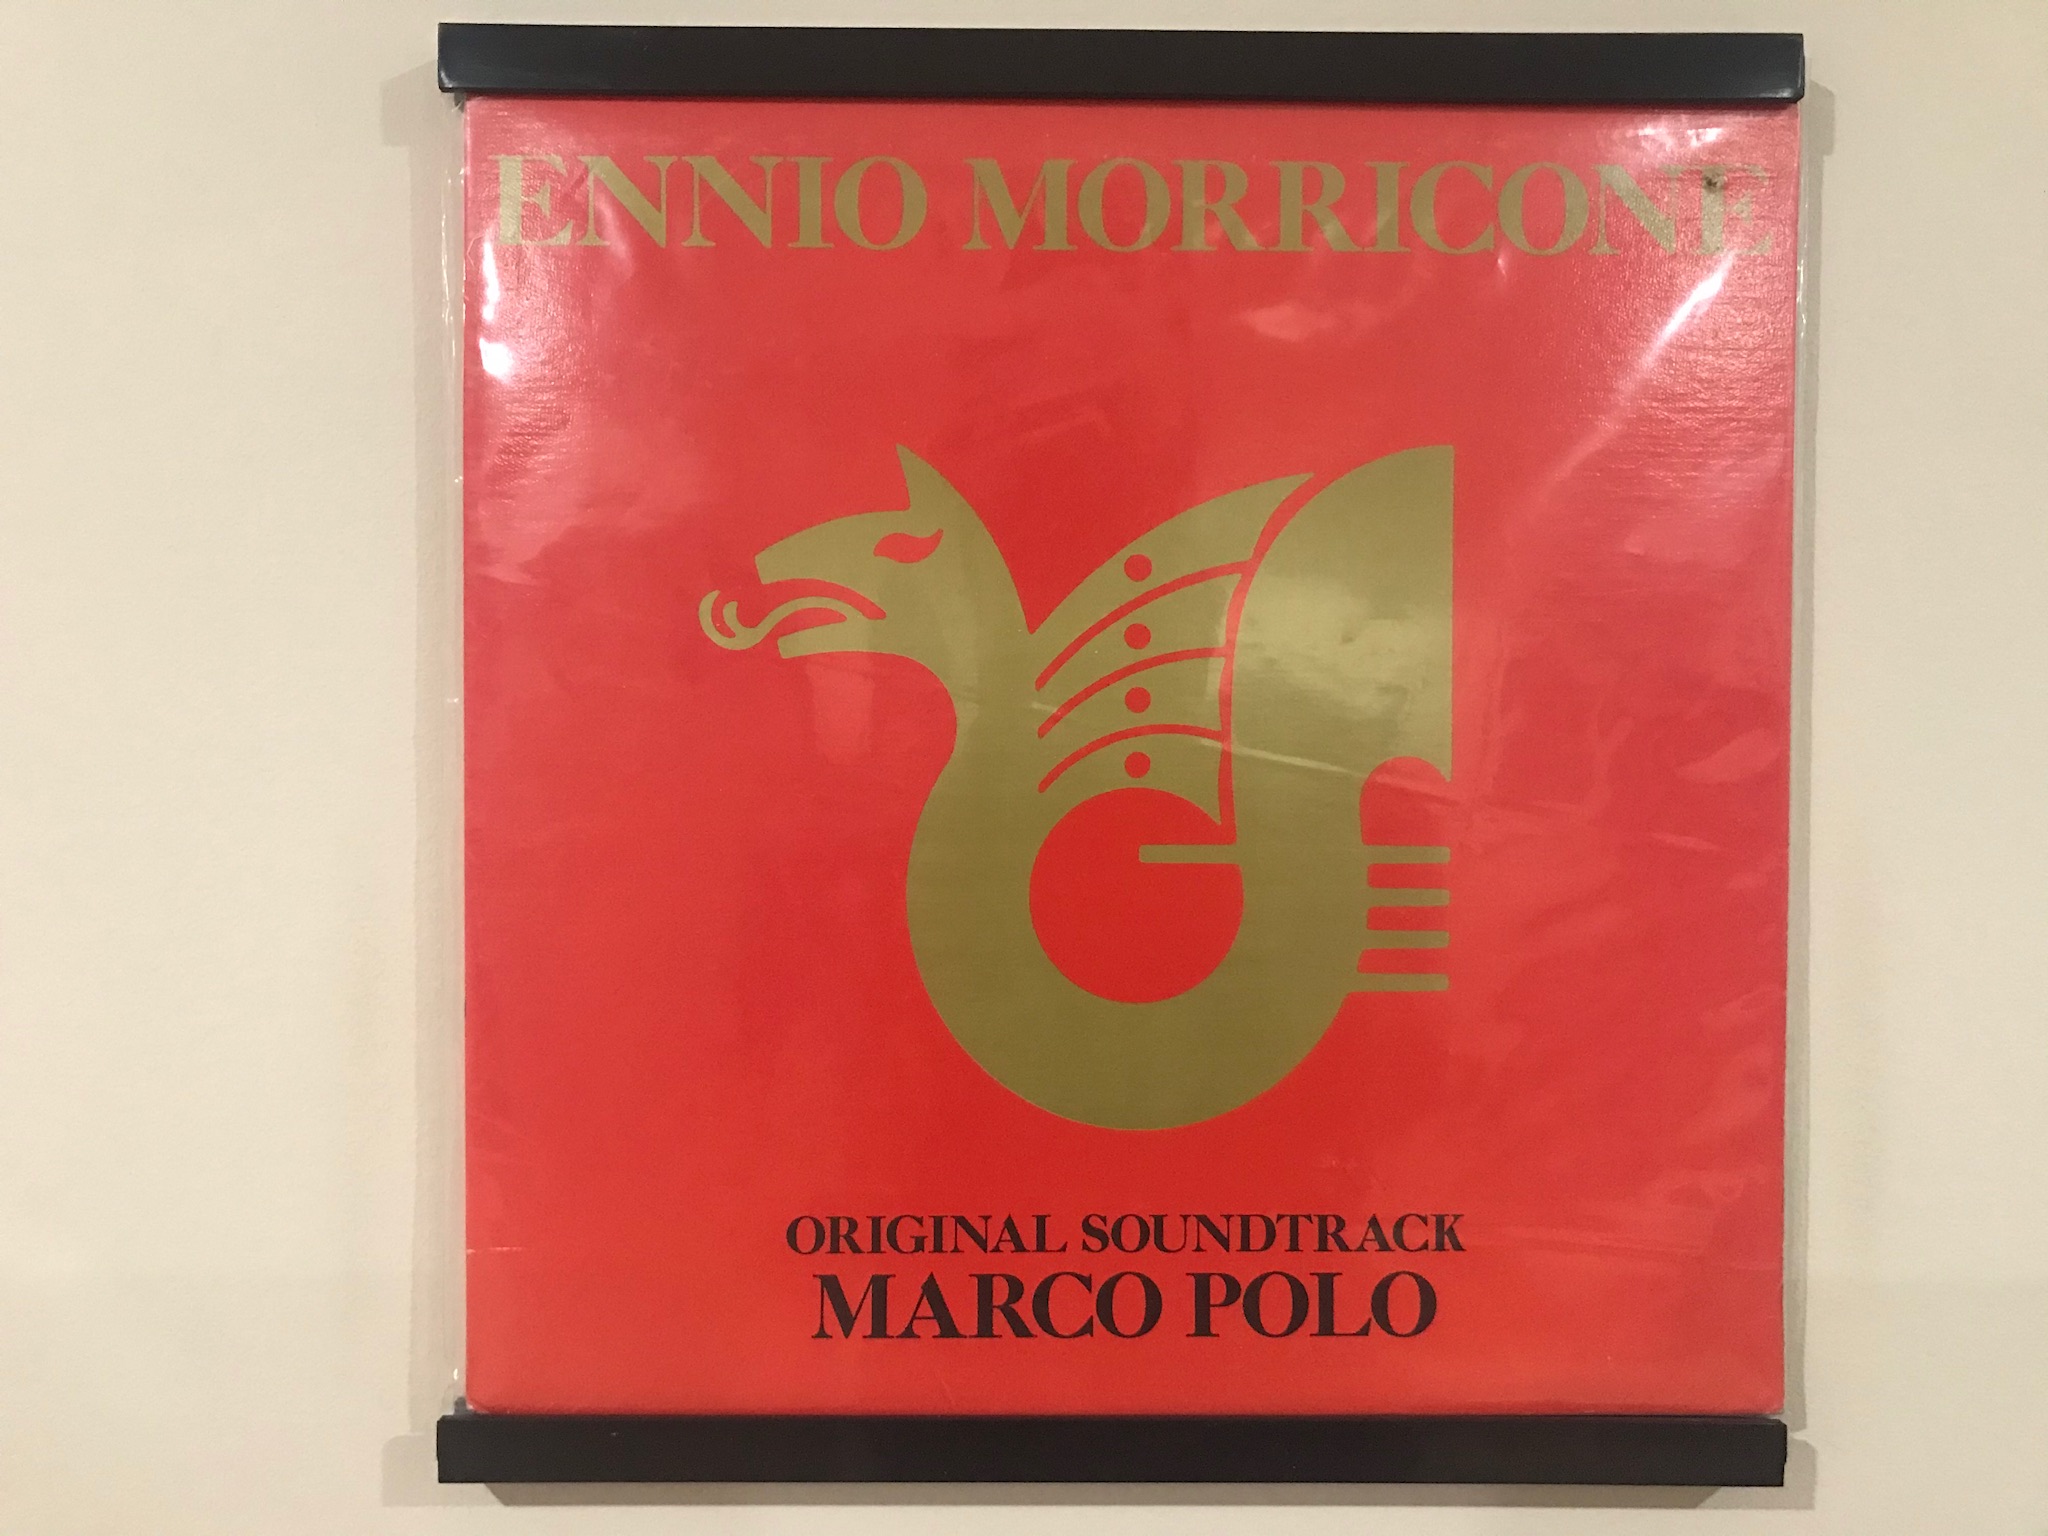 ENNIO MORRICONE
ORIGINAL SOUNDTRACK
MARCO POLO